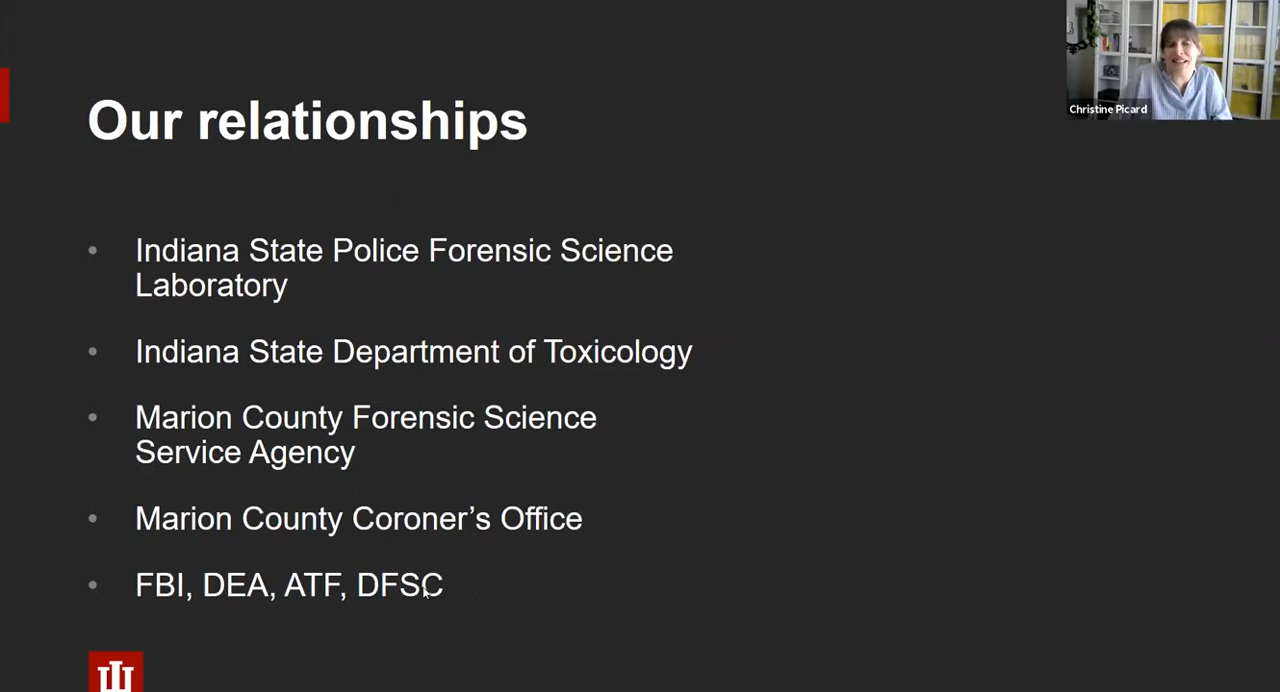 Christine Picard
Our relationships
• Indiana State Police Forensic Science
Laboratory
• Indiana State Department of Toxicology
• Marion County Forensic Science
Service Agency
• Marion County Coroner’s Office
• FBI, DEA, ATF, DFSC